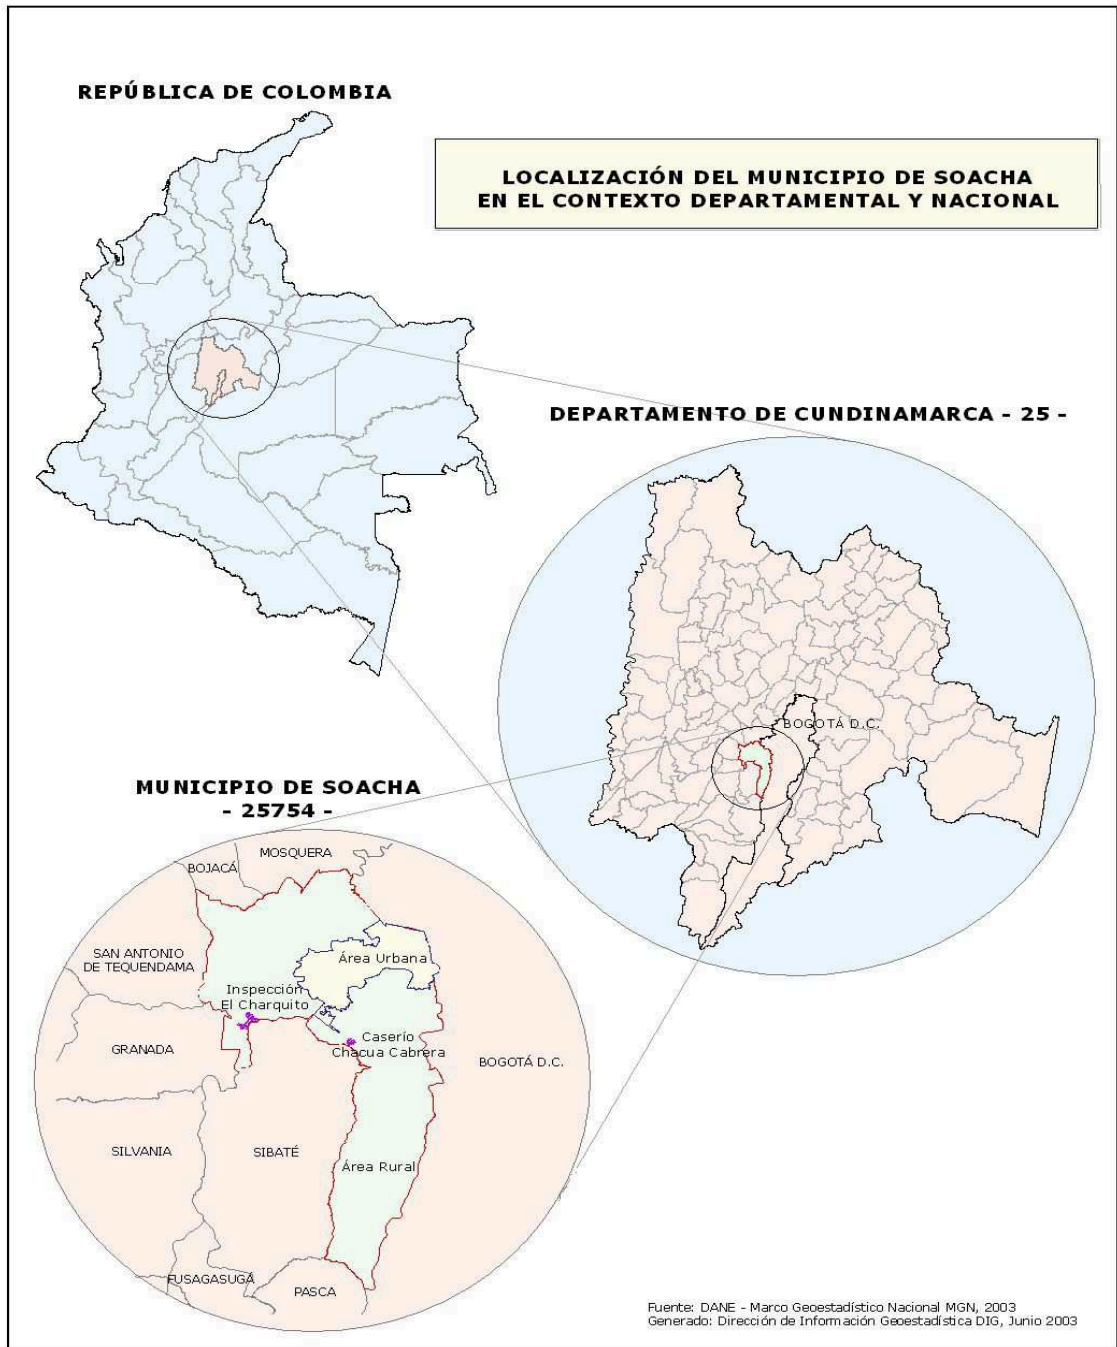 REPÚBLICA DE COLOMBIA
LOCALIZACIÓN DEL MUNICIPIO DE SOACHA
EN EL CONTEXTO DEPARTAMENTAL Y NACIONAL
DEPARTAMENTO DE CUNDINAMARCA - 25 -
BOGOTÁ D.C.
MUNICIPIO DE SOACHA
- 25754 -
MOSQUERA
BOJACÁ
SAN ANTONIO
DE TEQUENDAMA
Área Urbana
Inspección
El Charquito
Caserío
Chacua Cabrera
GRANADA
BOGOTÁ D.C.
SILVANIA
SIBATÉ
Área Rural
FUSAGASUGÁ
PASCA
Fuente: DANE - Marco Geoestadístico Nacional MGN, 2003
Generado: Dirección de Información Geoestadística DIG, Junio 2003